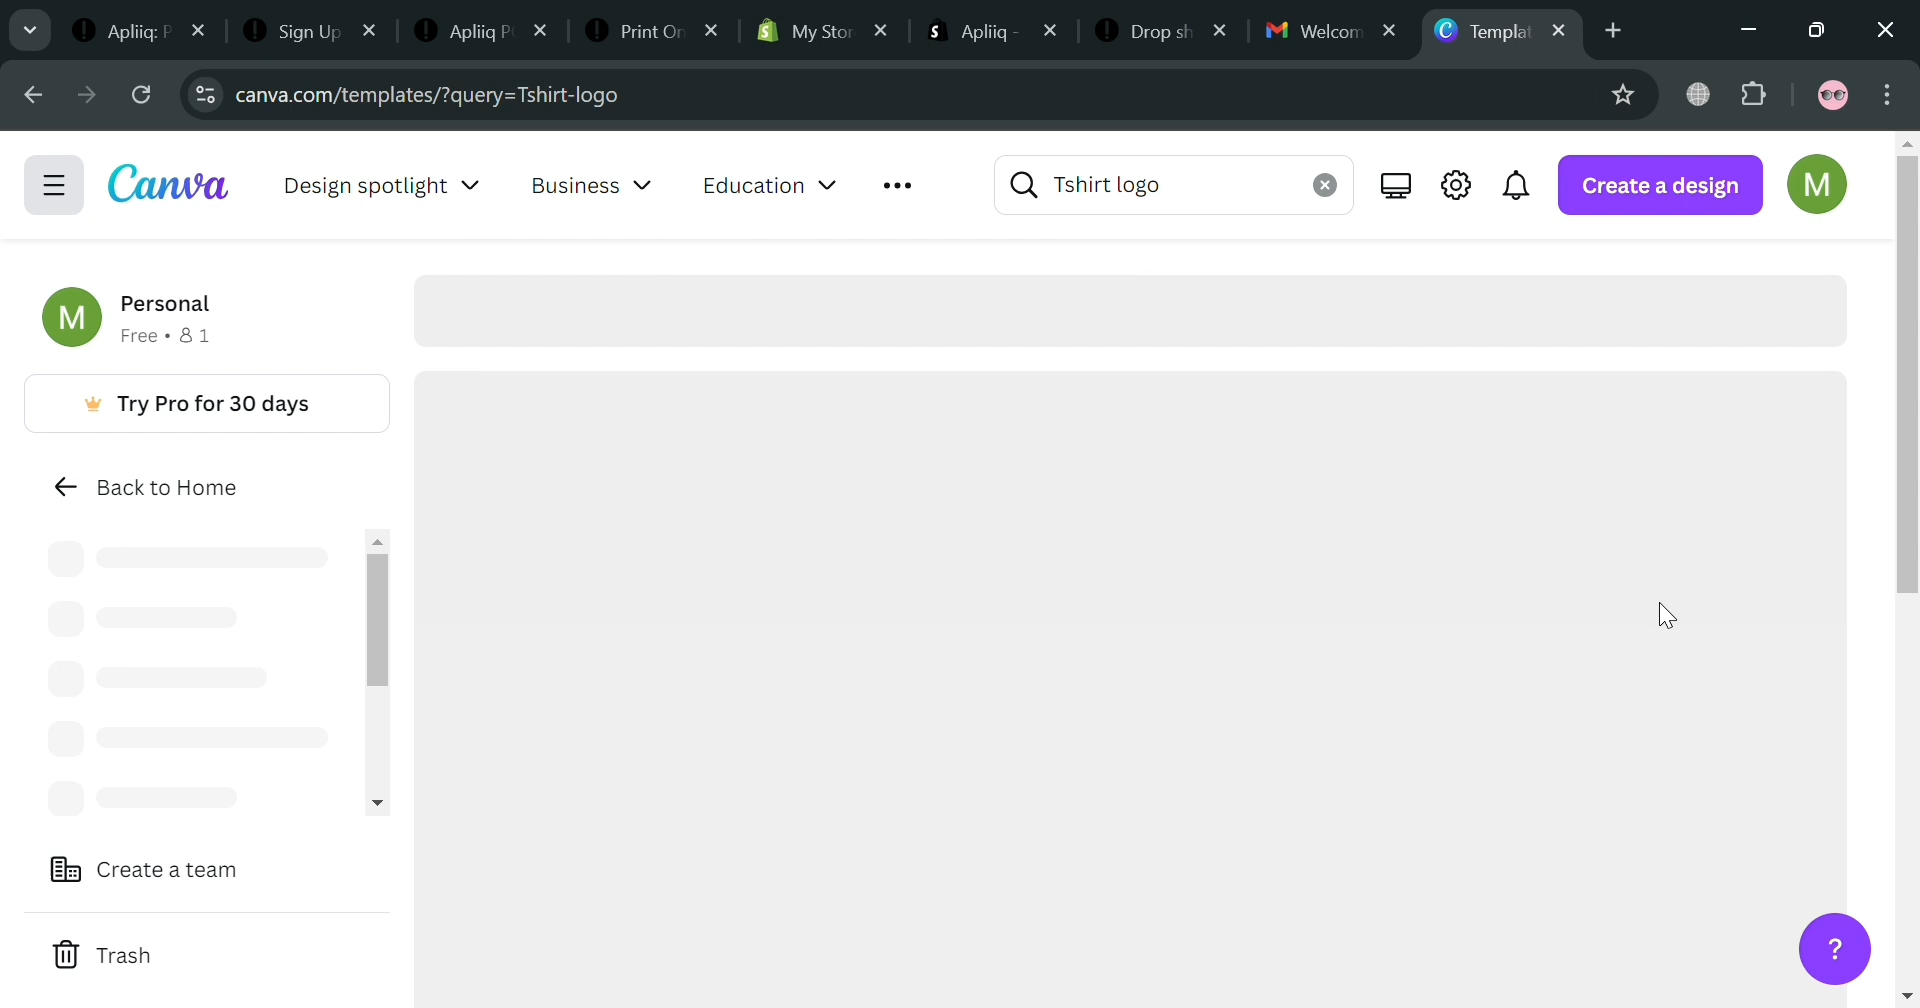 Apliiq: P
Sign Up
Apliiq P
Print On
My Stor
Apliiq -
Drop sh
Welcom
Templat
canva.com/templates/?query=Tshirt-logo
Canva
Design spotlight
Business
Education
Tshirt logo
Create a design
M
M
Personal
Free • 1
Try Pro for 30 days
Back to Home
Create a team
Trash
?